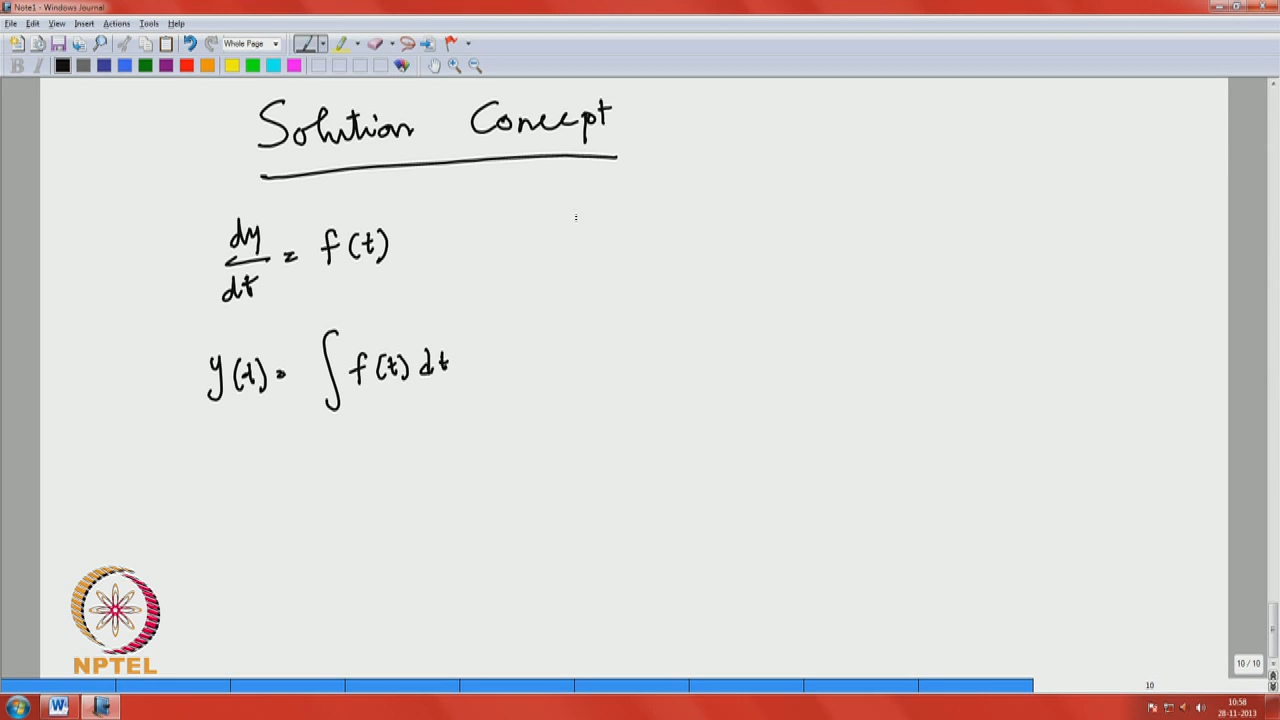 Note1 - Windows Journal
File Edit View Insert Actions Tools Help
Whole Page
B I
Solution Concept
dy/dt = f(t)
y(t) = ∫ f(t) dt
NPTEL
10 / 10
10
W
10:58
28-11-2013